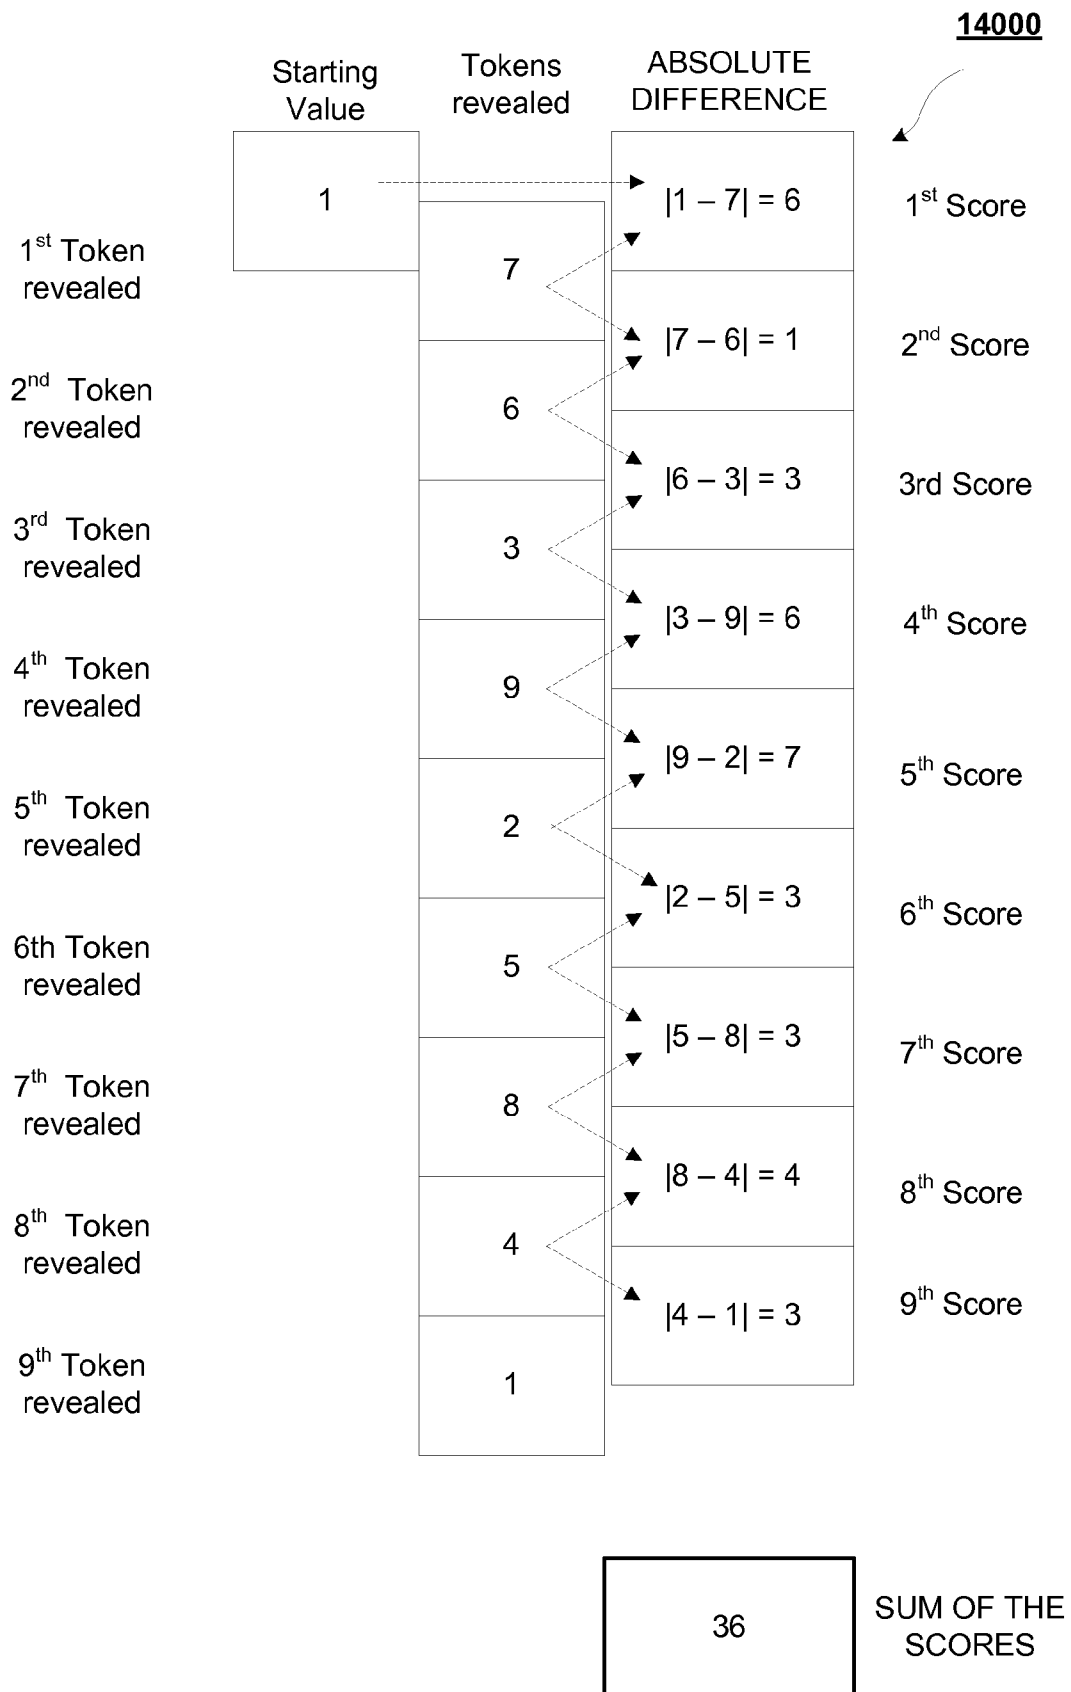 14000
Starting
Value
Tokens
revealed
ABSOLUTE
DIFFERENCE
1
|1 – 7| = 6
1st Score
1st Token
revealed
7
|7 – 6| = 1
2nd Score
2nd Token
revealed
6
|6 – 3| = 3
3rd Score
3rd Token
revealed
3
|3 – 9| = 6
4th Score
4th Token
revealed
9
|9 – 2| = 7
5th Score
5th Token
revealed
2
|2 – 5| = 3
6th Score
6th Token
revealed
5
|5 – 8| = 3
7th Score
7th Token
revealed
8
|8 – 4| = 4
8th Score
8th Token
revealed
4
|4 – 1| = 3
9th Score
9th Token
revealed
1
36
SUM OF THE
SCORES